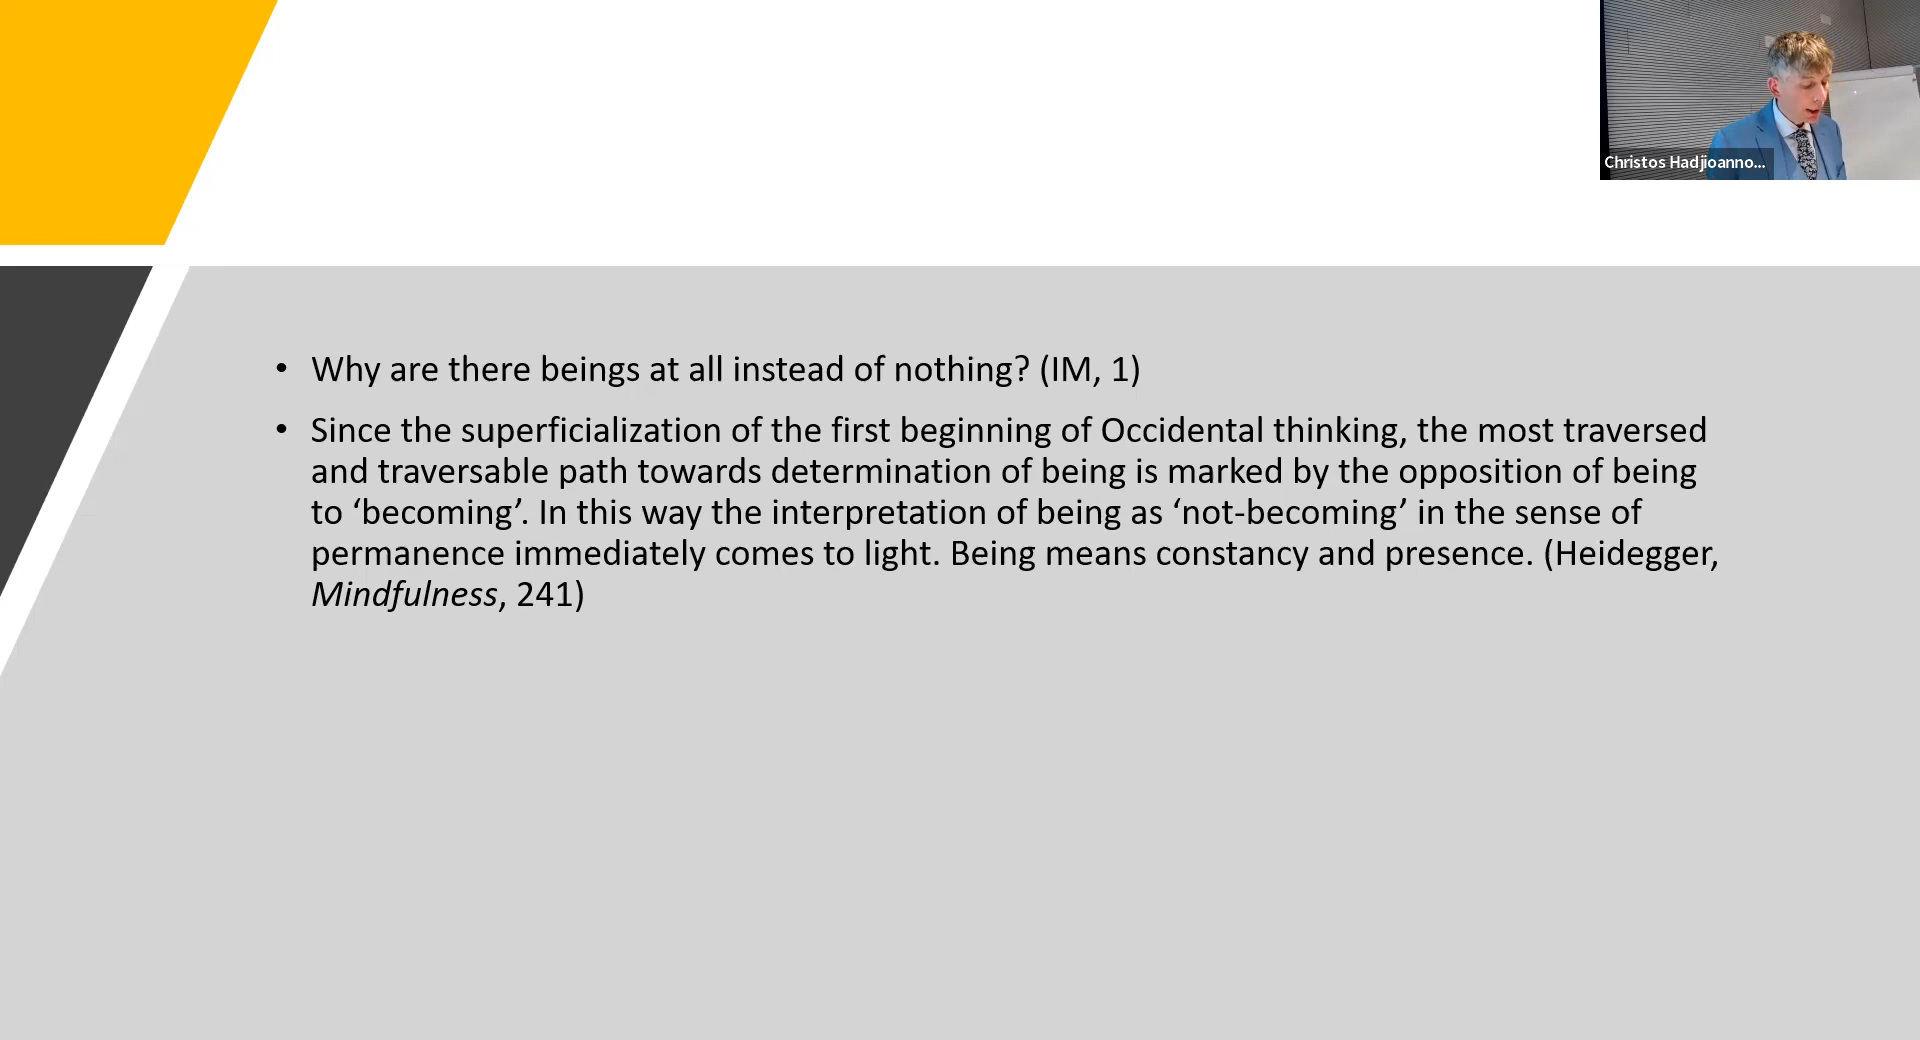 Christos Hadjioanno...
• Why are there beings at all instead of nothing? (IM, 1)
• Since the superficialization of the first beginning of Occidental thinking, the most traversed
and traversable path towards determination of being is marked by the opposition of being
to ‘becoming’. In this way the interpretation of being as ‘not-becoming’ in the sense of
permanence immediately comes to light. Being means constancy and presence. (Heidegger,
Mindfulness, 241)